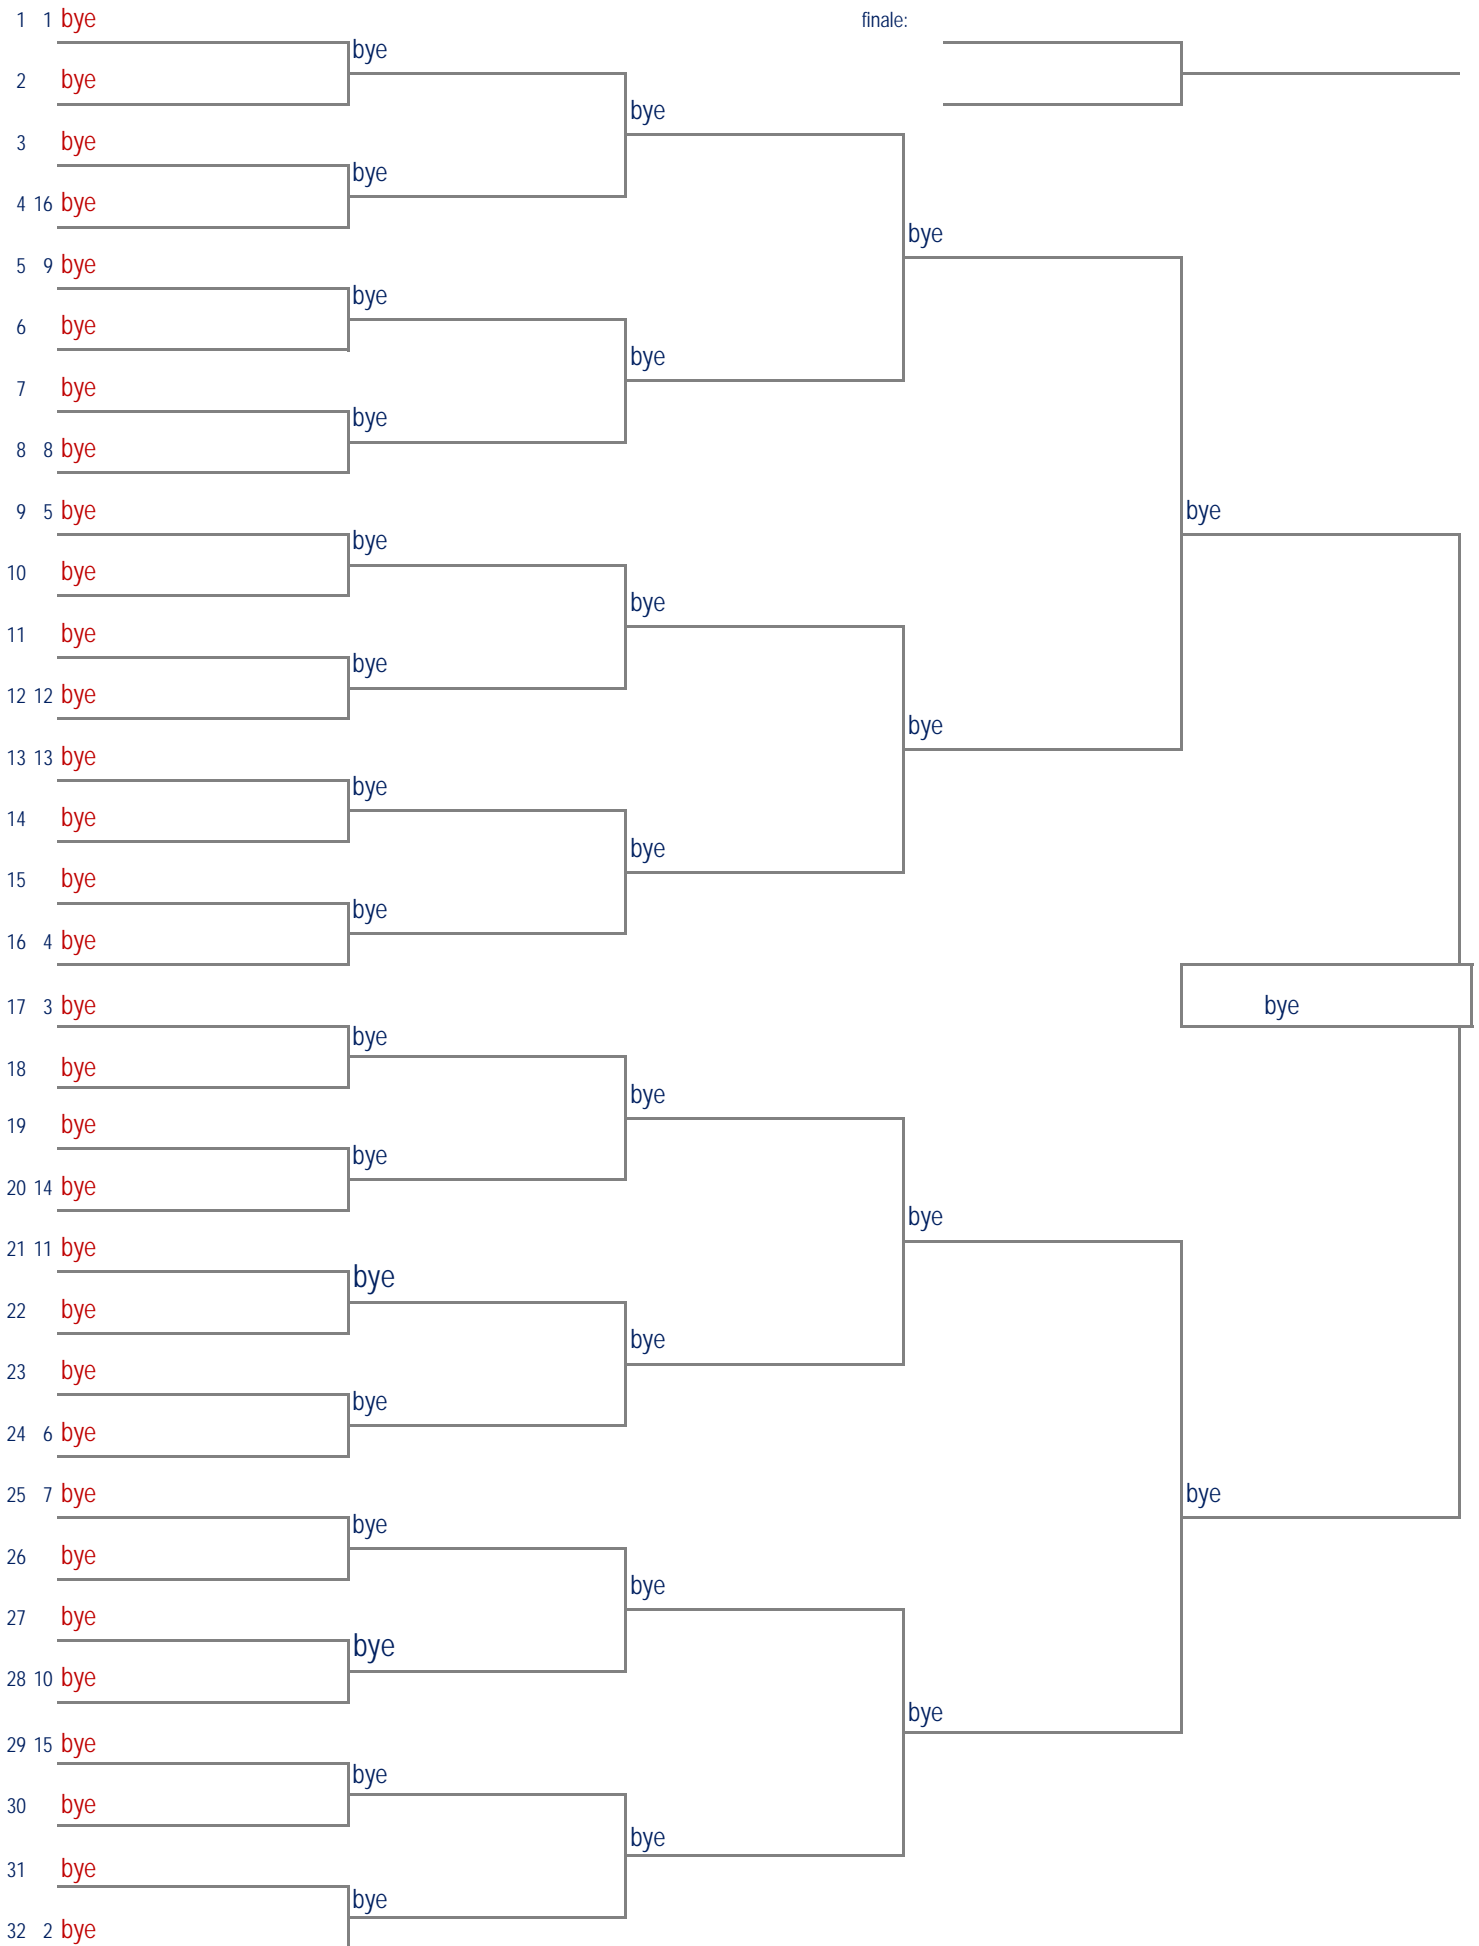 1 1 bye finale:
bye
2 bye
bye
3 bye
bye
4 16 bye
bye
5 9 bye
bye
6 bye
bye
7 bye
bye
8 8 bye
9 5 bye bye
bye
10 bye
bye
11 bye
bye
12 12 bye
bye
13 13 bye
bye
14 bye
bye
15 bye
bye
16 4 bye
17 3 bye bye
bye
18 bye
bye
19 bye
bye
20 14 bye
bye
21 11 bye
bye
22 bye
bye
23 bye
bye
24 6 bye
25 7 bye bye
bye
26 bye
bye
27 bye
bye
28 10 bye
bye
29 15 bye
bye
30 bye
bye
31 bye
bye
32 2 bye